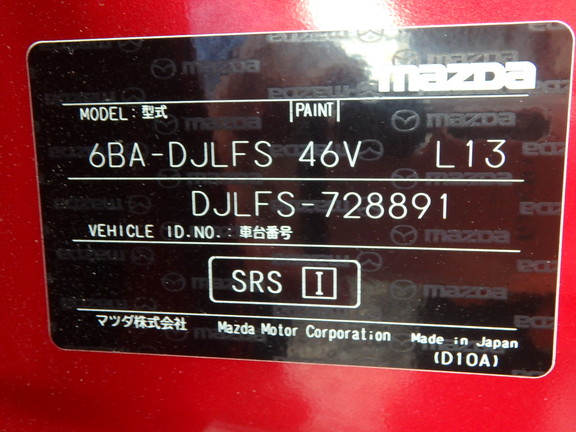 mazda
MODEL : 型式 PAINT
6BA-DJLFS 46V L13
DJLFS-728891
VEHICLE ID.NO. : 車台番号
SRS I
マツダ株式会社 Mazda Motor Corporation Made in Japan
(D10A)